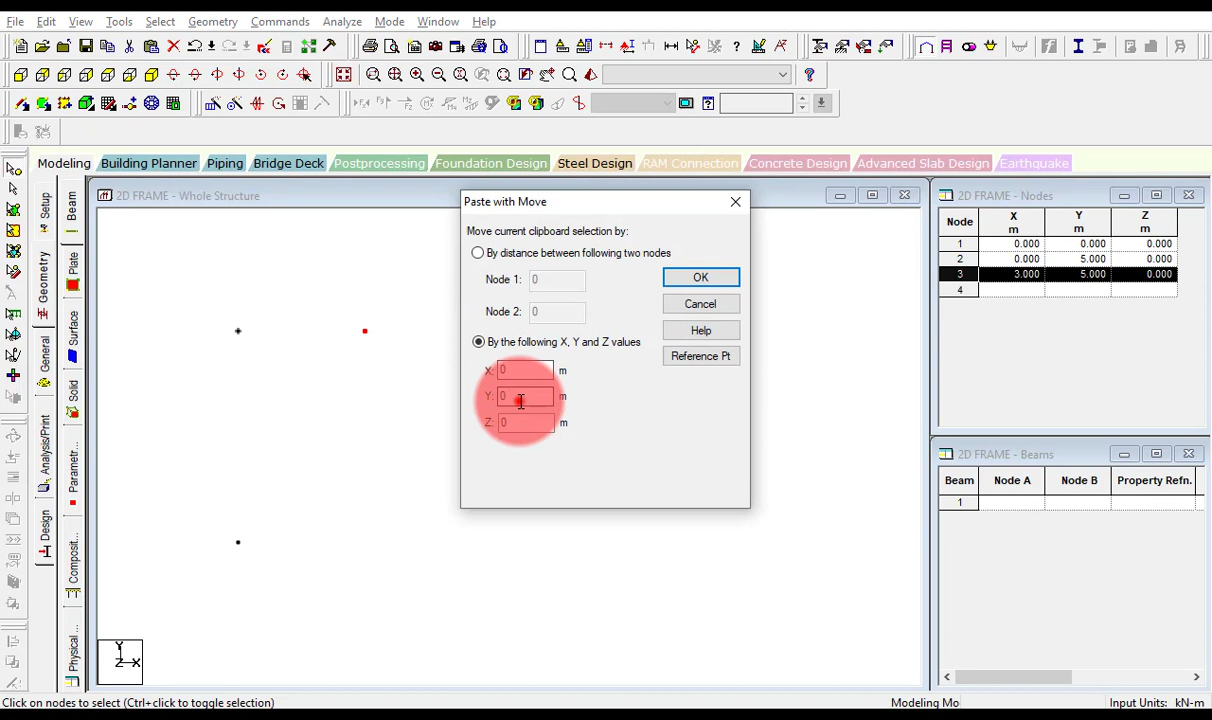 File Edit View Tools Select Geometry Commands Analyze Mode Window Help
Modeling Building Planner Piping Bridge Deck Postprocessing Foundation Design Steel Design RAM Connection Concrete Design Advanced Slab Design Earthquake
Setup
Geometry
General
Analysis/Print
Design
Beam
Plate
Surface
Solid
Parametr...
Composit...
Physical ...
2D FRAME - Whole Structure
Y
Z X
Paste with Move
Move current clipboard selection by:
By distance between following two nodes
Node 1: 0
Node 2: 0
By the following X, Y and Z values
X: 0 m
Y: 0 m
Z: 0 m
OK
Cancel
Help
Reference Pt
2D FRAME - Nodes
Node X m Y m Z m
1 0.000 0.000 0.000
2 0.000 5.000 0.000
3 3.000 5.000 0.000
4
2D FRAME - Beams
Beam Node A Node B Property Refn.
1
Click on nodes to select (Ctrl+click to toggle selection) Modeling Mo Input Units: kN-m